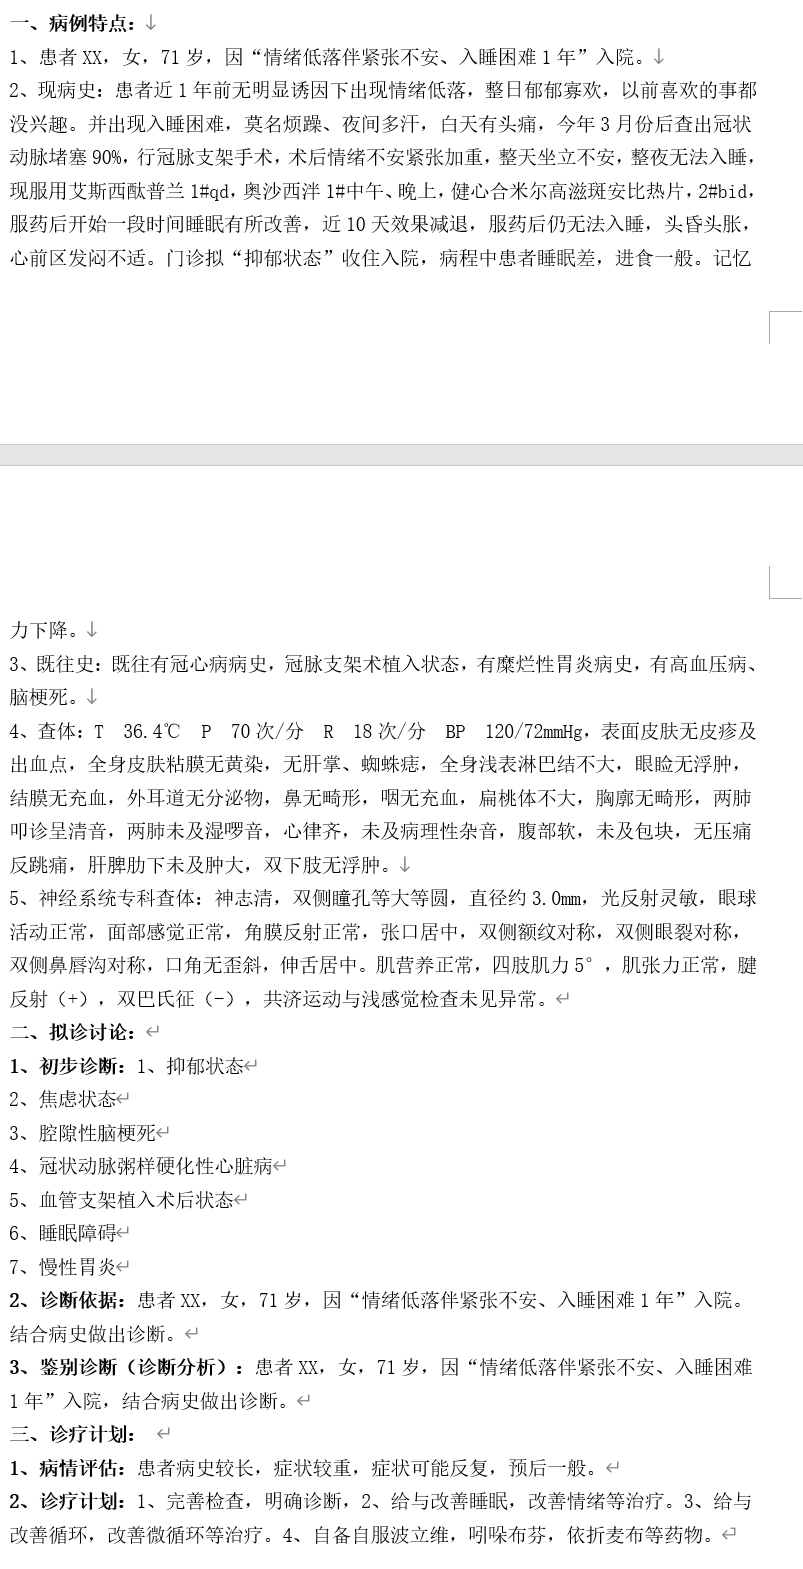 一、病例特点：↓
1、患者 XX，女，71 岁，因“情绪低落伴紧张不安、入睡困难 1 年”入院。↓
2、现病史：患者近 1 年前无明显诱因下出现情绪低落，整日郁郁寡欢，以前喜欢的事都
没兴趣。并出现入睡困难，莫名烦躁、夜间多汗，白天有头痛，今年 3 月份后查出冠状
动脉堵塞 90%，行冠脉支架手术，术后情绪不安紧张加重，整天坐立不安，整夜无法入睡，
现服用艾斯西酞普兰 1#qd，奥沙西泮 1#中午、晚上，健心合米尔高滋斑安比热片，2#bid，
服药后开始一段时间睡眠有所改善，近 10 天效果减退，服药后仍无法入睡，头昏头胀，
心前区发闷不适。门诊拟“抑郁状态”收住入院，病程中患者睡眠差，进食一般。记忆
力下降。↓
3、既往史：既往有冠心病病史，冠脉支架术植入状态，有糜烂性胃炎病史，有高血压病、
脑梗死。↓
4、查体：T 36.4℃ P 70 次/分 R 18 次/分 BP 120/72mmHg，表面皮肤无皮疹及
出血点，全身皮肤粘膜无黄染，无肝掌、蜘蛛痣，全身浅表淋巴结不大，眼睑无浮肿，
结膜无充血，外耳道无分泌物，鼻无畸形，咽无充血，扁桃体不大，胸廓无畸形，两肺
叩诊呈清音，两肺未及湿啰音，心律齐，未及病理性杂音，腹部软，未及包块，无压痛
反跳痛，肝脾肋下未及肿大，双下肢无浮肿。↓
5、神经系统专科查体：神志清，双侧瞳孔等大等圆，直径约 3.0mm，光反射灵敏，眼球
活动正常，面部感觉正常，角膜反射正常，张口居中，双侧额纹对称，双侧眼裂对称，
双侧鼻唇沟对称，口角无歪斜，伸舌居中。肌营养正常，四肢肌力 5°，肌张力正常，腱
反射（+），双巴氏征（-），共济运动与浅感觉检查未见异常。↵
二、拟诊讨论：↵
1、初步诊断：1、抑郁状态↵
2、焦虑状态↵
3、腔隙性脑梗死↵
4、冠状动脉粥样硬化性心脏病↵
5、血管支架植入术后状态↵
6、睡眠障碍↵
7、慢性胃炎↵
2、诊断依据：患者 XX，女，71 岁，因“情绪低落伴紧张不安、入睡困难 1 年”入院。
结合病史做出诊断。↵
3、鉴别诊断（诊断分析）：患者 XX，女，71 岁，因“情绪低落伴紧张不安、入睡困难
1 年”入院，结合病史做出诊断。↵
三、诊疗计划： ↵
1、病情评估：患者病史较长，症状较重，症状可能反复，预后一般。↵
2、诊疗计划：1、完善检查，明确诊断，2、给与改善睡眠，改善情绪等治疗。3、给与
改善循环，改善微循环等治疗。4、自备自服波立维，吲哚布芬，依折麦布等药物。↵